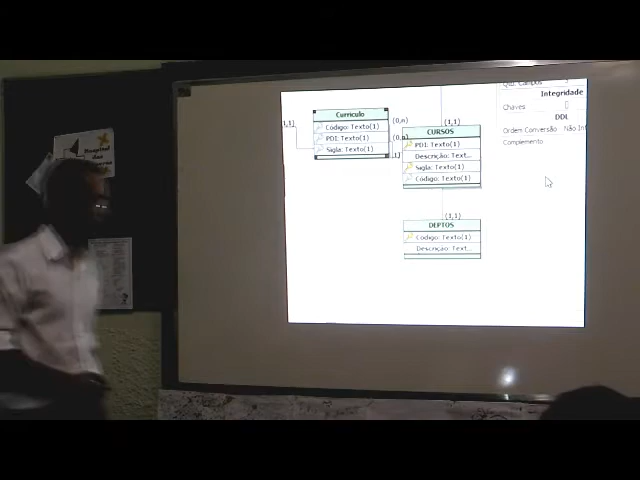 Integridade
Chaves
DDL
Ordem Conversão
Complemento
Curriculo
Código: Texto(1)
PDI: Texto(1)
Sigla: Texto(1)
1,1]
(0,n)
(0,n)
(1,1)
CURSOS
PDI: Texto(1)
Descrição: Text...
Sigla: Texto(1)
Código: Texto(1)
(1,1)
DEPTOS
Código: Texto(1)
Descrição: Text...
Hospital
das